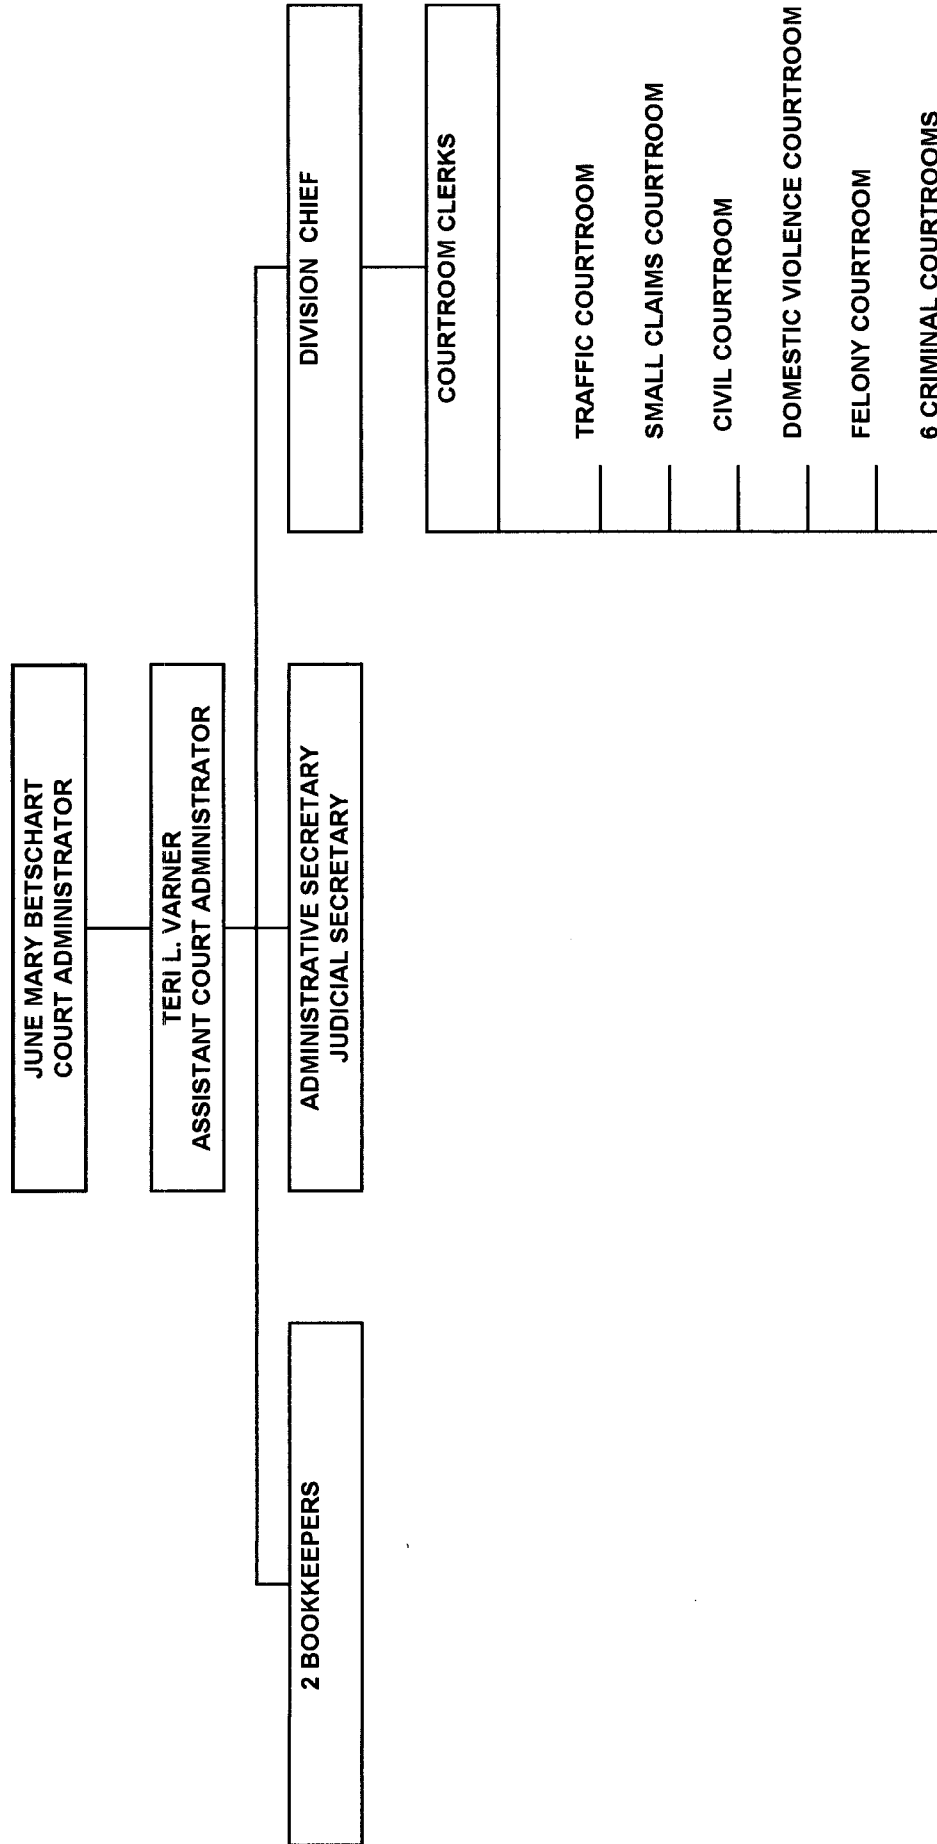 JUNE MARY BETSCHART
COURT ADMINISTRATOR
TERI L. VARNER
ASSISTANT COURT ADMINISTRATOR
2 BOOKKEEPERS
ADMINISTRATIVE SECRETARY
JUDICIAL SECRETARY
DIVISION CHIEF
COURTROOM CLERKS
TRAFFIC COURTROOM
SMALL CLAIMS COURTROOM
CIVIL COURTROOM
DOMESTIC VIOLENCE COURTROOM
FELONY COURTROOM
6 CRIMINAL COURTROOMS